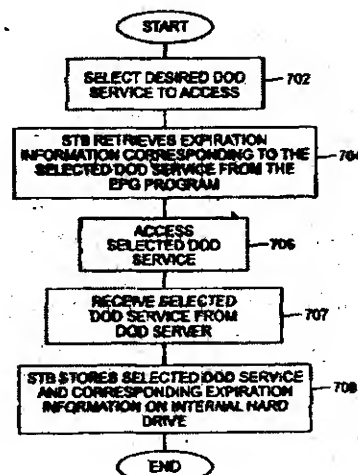 START
SELECT DESIRED DOD
SERVICE TO ACCESS
702
STB RETRIEVES EXPIRATION
INFORMATION CORRESPONDING TO THE
SELECTED DOD SERVICE FROM THE
EPG PROGRAM
704
ACCESS
SELECTED DOD
SERVICE
706
RECEIVE SELECTED
DOD SERVICE FROM
DOD SERVER
707
STB STORES SELECTED DOD SERVICE
AND CORRESPONDING EXPIRATION
INFORMATION ON INTERNAL HARD
DRIVE
708
END